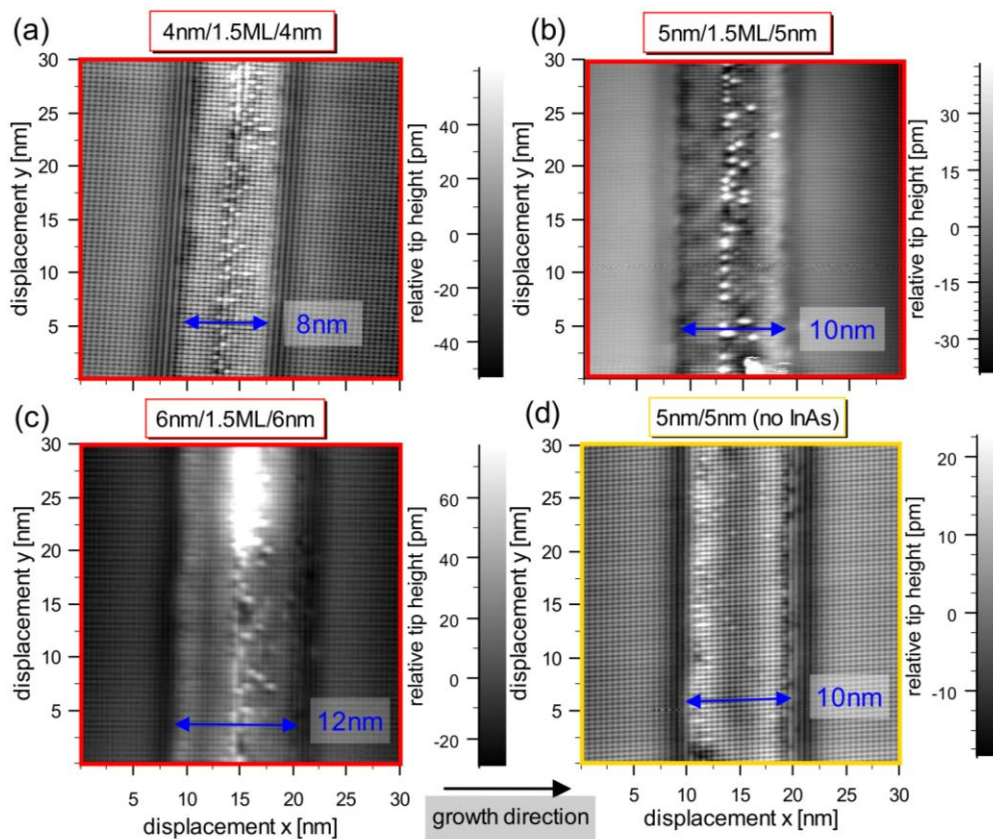 (a)
4nm/1.5ML/4nm
30
25
20
15
10
5
displacement y [nm]
8nm
40
20
0
-20
-40
relative tip height [pm]
(b)
5nm/1.5ML/5nm
30
25
20
15
10
5
displacement y [nm]
10nm
30
15
0
-15
-30
relative tip height [pm]
(c)
6nm/1.5ML/6nm
30
25
20
15
10
5
displacement y [nm]
12nm
5 10 15 20 25 30
displacement x [nm]
60
40
20
0
-20
relative tip height [pm]
(d)
5nm/5nm (no InAs)
30
25
20
15
10
5
displacement y [nm]
10nm
5 10 15 20 25 30
displacement x [nm]
20
10
0
-10
relative tip height [pm]
growth direction